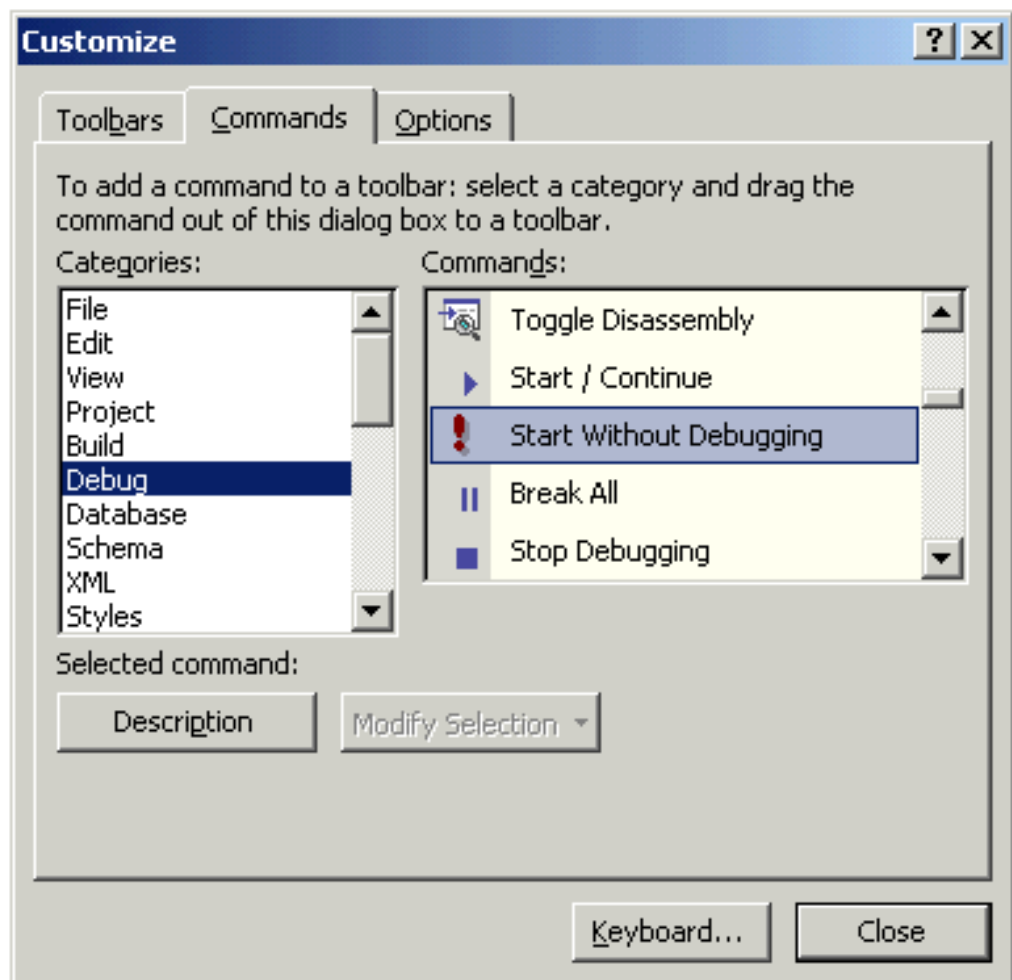 Customize
Toolbars Commands Options
To add a command to a toolbar: select a category and drag the
command out of this dialog box to a toolbar.
Categories:
File
Edit
View
Project
Build
Debug
Database
Schema
XML
Styles
Commands:
Toggle Disassembly
Start / Continue
Start Without Debugging
Break All
Stop Debugging
Selected command:
Description Modify Selection
Keyboard... Close